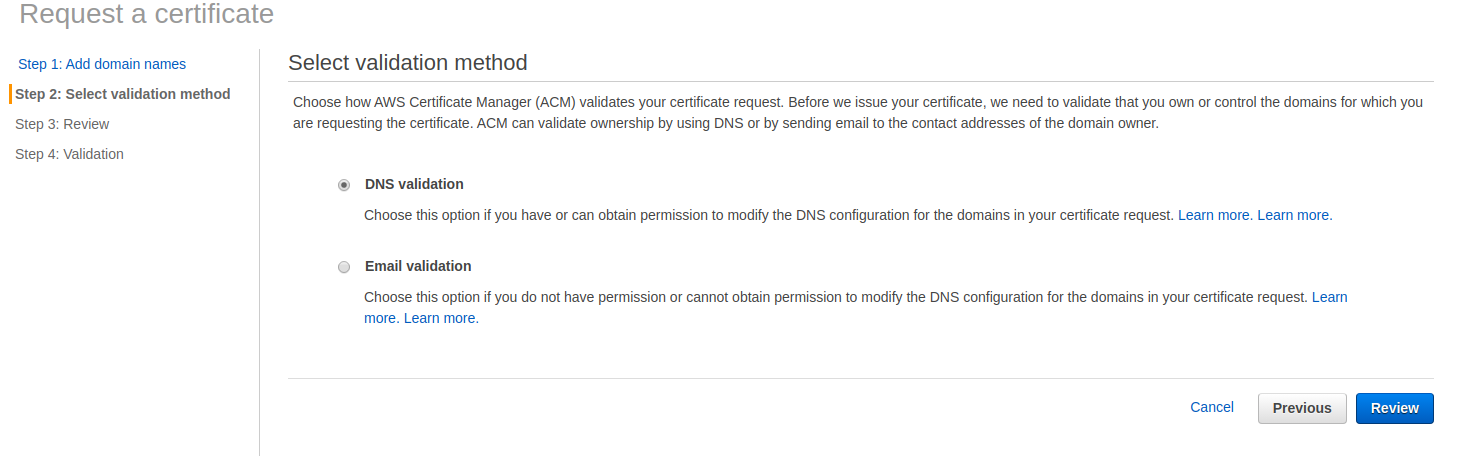 Request a certificate
Step 1: Add domain names
Step 2: Select validation method
Step 3: Review
Step 4: Validation
Select validation method
Choose how AWS Certificate Manager (ACM) validates your certificate request. Before we issue your certificate, we need to validate that you own or control the domains for which you
are requesting the certificate. ACM can validate ownership by using DNS or by sending email to the contact addresses of the domain owner.
DNS validation
Choose this option if you have or can obtain permission to modify the DNS configuration for the domains in your certificate request. Learn more. Learn more.
Email validation
Choose this option if you do not have permission or cannot obtain permission to modify the DNS configuration for the domains in your certificate request. Learn
more. Learn more.
Cancel Previous Review